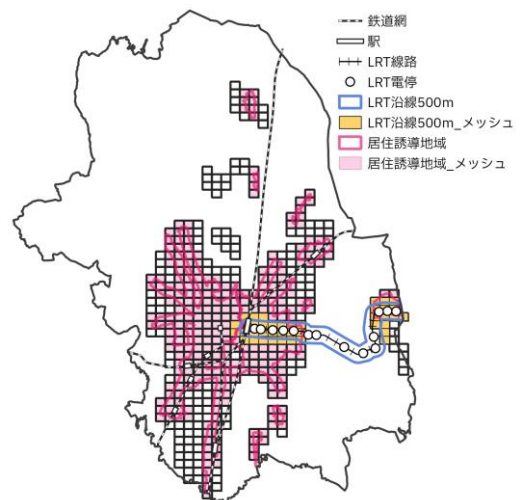 鉄道網
駅
LRT線路
LRT電停
LRT沿線500m
LRT沿線500m_メッシュ
居住誘導地域
居住誘導地域_メッシュ